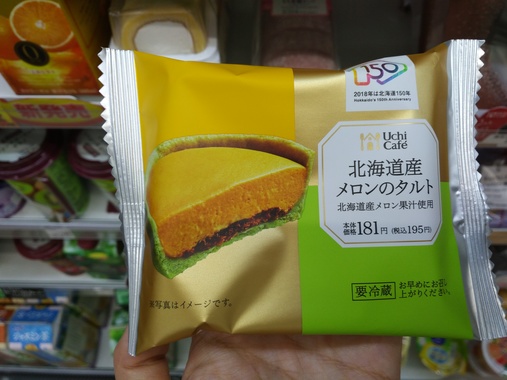 新発売
150
2018年は北海道150年
Hokkaido's 150th Anniversary
Uchi
Café
北海道産
メロンのタルト
北海道産メロン果汁使用
本体
価格181円(税込195円)
写真はイメージです。
要冷蔵
お早めにお召し
上がりください。